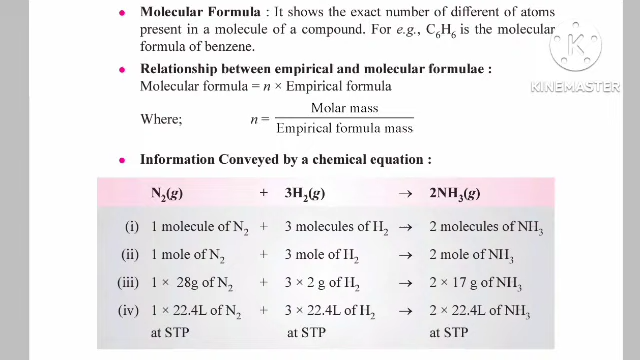 • Molecular Formula : It shows the exact number of different of atoms
present in a molecule of a compound. For e.g., C₆H₆ is the molecular
formula of benzene.
KINEMASTER
• Relationship between empirical and molecular formulae :
Molecular formula = n × Empirical formula
Where; n = Molar mass / Empirical formula mass
• Information Conveyed by a chemical equation :
N₂(g) + 3H₂(g) → 2NH₃(g)
(i) 1 molecule of N₂ + 3 molecules of H₂ → 2 molecules of NH₃
(ii) 1 mole of N₂ + 3 mole of H₂ → 2 mole of NH₃
(iii) 1 × 28g of N₂ + 3 × 2 g of H₂ → 2 × 17 g of NH₃
(iv) 1 × 22.4L of N₂ + 3 × 22.4L of H₂ → 2 × 22.4L of NH₃
at STP at STP at STP